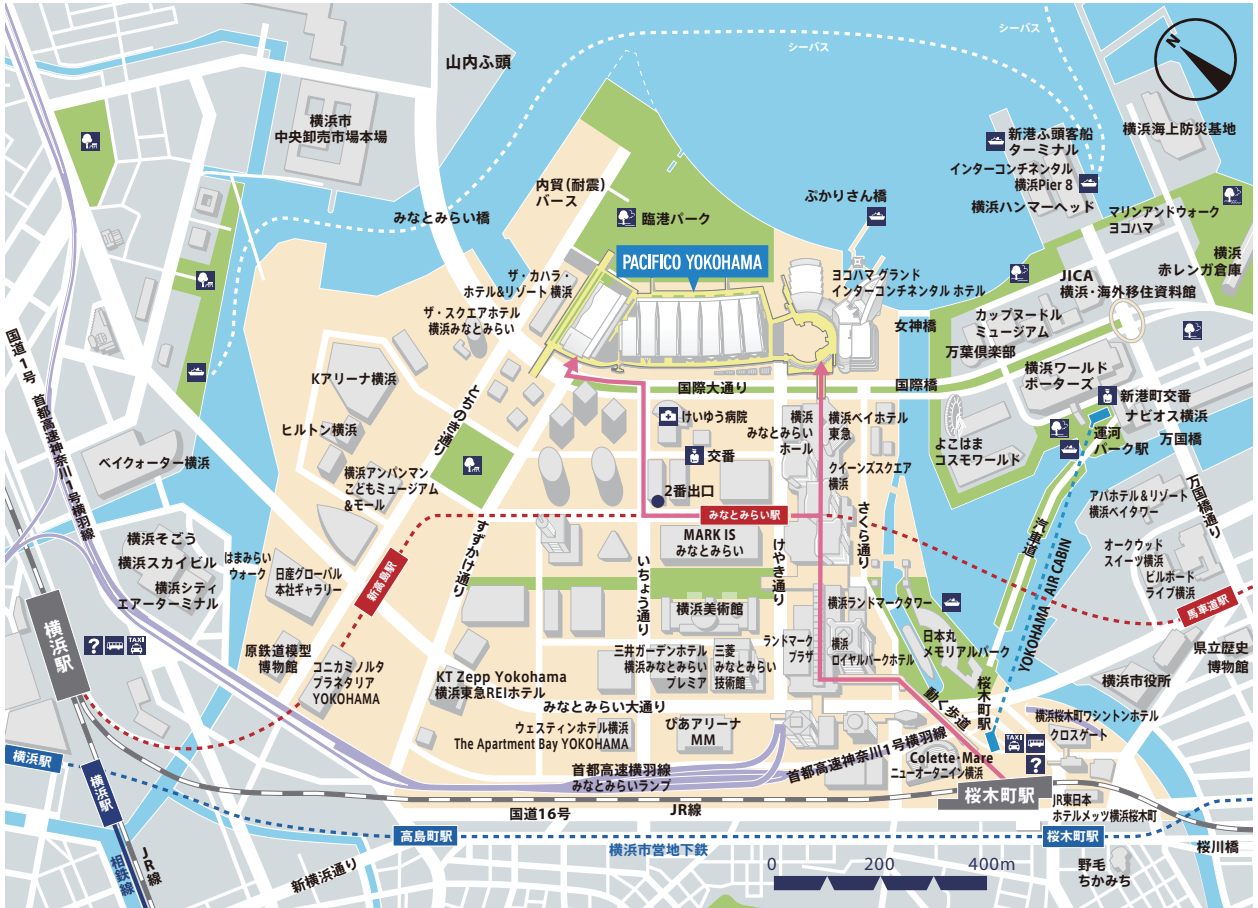 シーバス
シーバス
N
山内ふ頭
横浜市
中央卸売市場本場
新港ふ頭客船
ターミナル
横浜海上防災基地
インターコンチネンタル
横浜Pier 8
内貿(耐震)
バース
みなとみらい橋
臨港パーク
ぷかりさん橋
横浜ハンマーヘッド
マリンアンドウォーク
ヨコハマ
横浜
赤レンガ倉庫
PACIFICO YOKOHAMA
ザ・カハラ・
ホテル&リゾート 横浜
ヨコハマ グランド
インターコンチネンタル ホテル
JICA
横浜・海外移住資料館
ザ・スクエアホテル
横浜みなとみらい
女神橋
カップヌードル
ミュージアム
万葉倶楽部
国道1号
首都高速神奈川1号横羽線
Kアリーナ横浜
とちのき通り
国際大通り
国際橋
横浜ワールド
ポーターズ
新港町交番
ナビオス横浜
けいゆう病院
横浜
みなとみらい
ホール
横浜ベイホテル
東急
ヒルトン横浜
よこはま
コスモワールド
運河
パーク駅
万国橋
ベイクォーター横浜
横浜アンパンマン
こどもミュージアム
&モール
交番
クイーンズスクエア
横浜
万国橋通り
2番出口
みなとみらい駅
さくら通り
アパホテル&リゾート
横浜ベイタワー
汽車道
横浜そごう
横浜スカイビル
横浜シティ
エアーターミナル
はまみらい
ウォーク
日産グローバル
本社ギャラリー
新高島駅
すずかけ通り
MARK IS
みなとみらい
いちょう通り
けやき通り
オークウッド
スイーツ横浜
ビルボード
ライブ横浜
YOKOHAMA AIR CABIN
馬車道駅
横浜美術館
横浜ランドマークタワー
横浜駅
?
TAXI
原鉄道模型
博物館
コニカミノルタ
プラネタリア
YOKOHAMA
三井ガーデンホテル
横浜みなとみらい
プレミア
三菱
みなとみらい
技術館
ランドマーク
プラザ
横浜
ロイヤルパークホテル
日本丸
メモリアルパーク
県立歴史
博物館
KT Zepp Yokohama
横浜東急REIホテル
横浜市役所
みなとみらい大通り
動く歩道
桜木町駅
横浜桜木町ワシントンホテル
クロスゲート
ウェスティンホテル横浜
The Apartment Bay YOKOHAMA
ぴあアリーナ
MM
TAXI
?
横浜駅
横浜駅
首都高速横羽線
みなとみらいランプ
首都高速神奈川1号横羽線
Colette・Mare
ニューオータニイン横浜
桜木町駅
JR東日本
ホテルメッツ横浜桜木町
国道16号
JR線
高島町駅
横浜市営地下鉄
桜木町駅
桜川橋
相鉄線
JR線
新横浜通り
0
200
400m
野毛
ちかみち